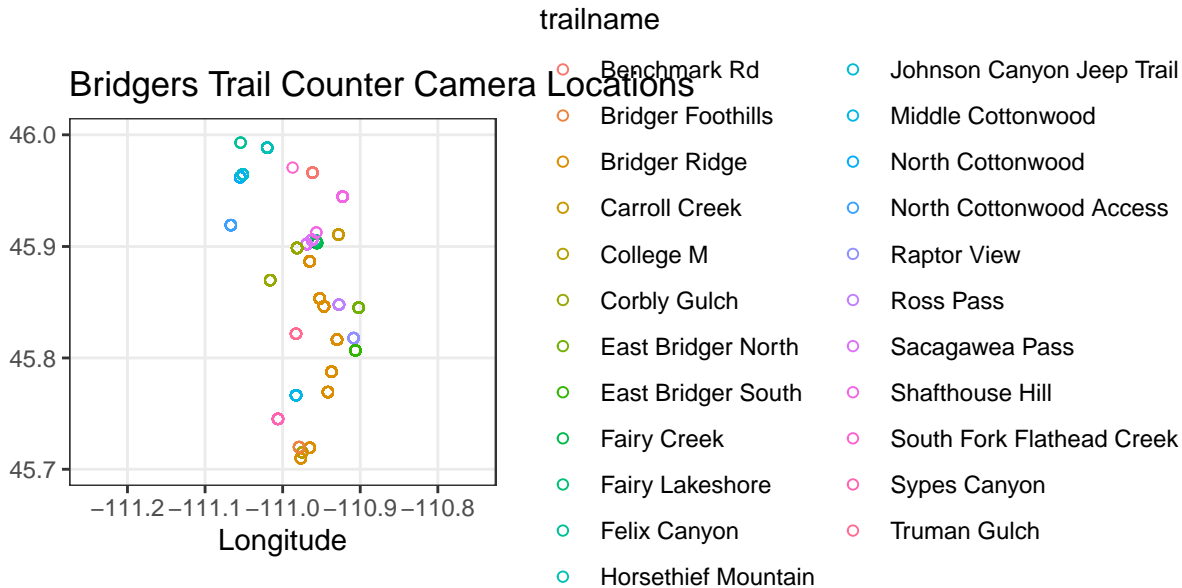 trailname
Bridgers Trail Counter Camera Locations
46.0
45.9
45.8
45.7
−111.2
−111.1
−111.0
−110.9
−110.8
Longitude
Benchmark Rd
Bridger Foothills
Bridger Ridge
Carroll Creek
College M
Corbly Gulch
East Bridger North
East Bridger South
Fairy Creek
Fairy Lakeshore
Felix Canyon
Horsethief Mountain
Johnson Canyon Jeep Trail
Middle Cottonwood
North Cottonwood
North Cottonwood Access
Raptor View
Ross Pass
Sacagawea Pass
Shafthouse Hill
South Fork Flathead Creek
Sypes Canyon
Truman Gulch